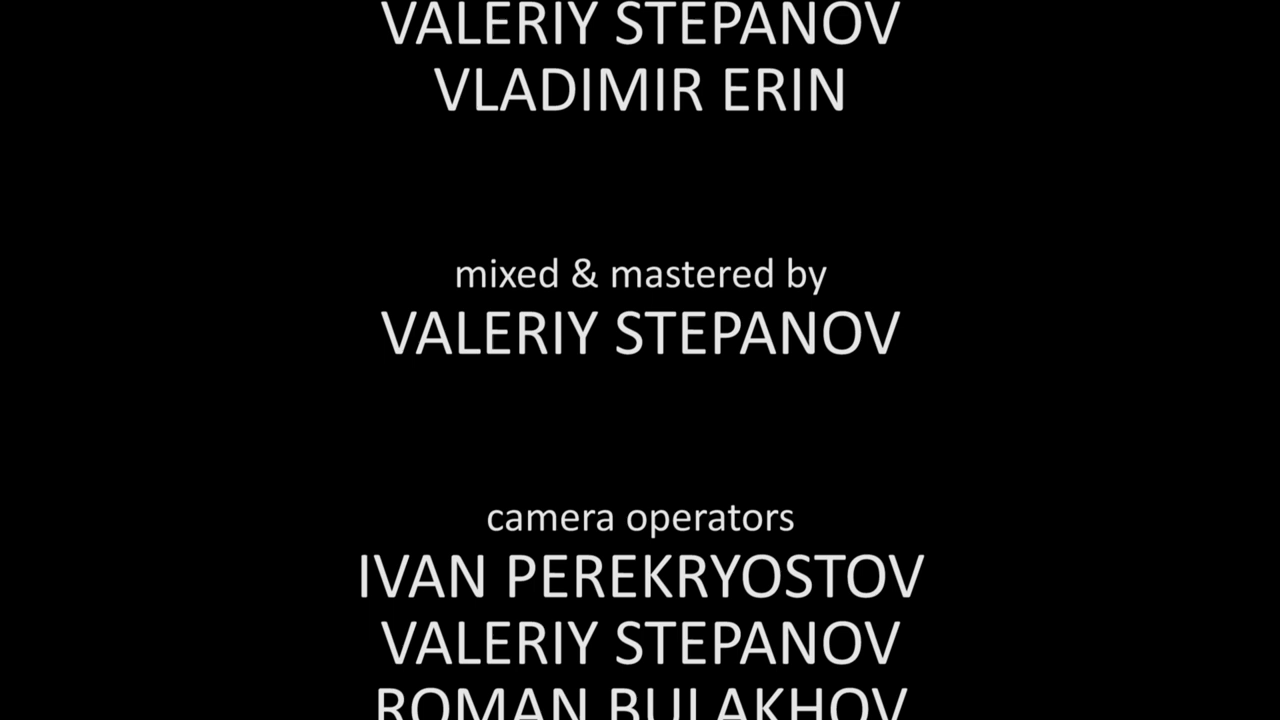 VALERIY STEPANOV
VLADIMIR ERIN
mixed & mastered by
VALERIY STEPANOV
camera operators
IVAN PEREKRYOSTOV
VALERIY STEPANOV
ROMAN BULAKHOV